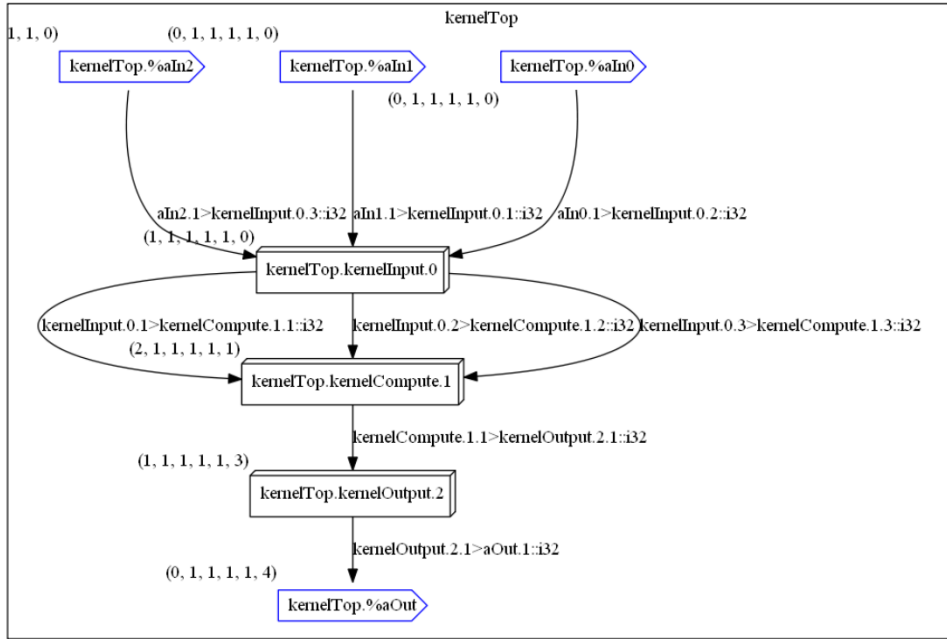 kernelTop
1, 1, 0)
(0, 1, 1, 1, 1, 0)
kernelTop.%aIn2
kernelTop.%aIn1
kernelTop.%aIn0
(0, 1, 1, 1, 1, 0)
aIn2.1>kernelInput.0.3::i32
aIn1.1>kernelInput.0.1::i32
aIn0.1>kernelInput.0.2::i32
(1, 1, 1, 1, 1, 0)
kernelTop.kernelInput.0
kernelInput.0.1>kernelCompute.1.1::i32
kernelInput.0.2>kernelCompute.1.2::i32
kernelInput.0.3>kernelCompute.1.3::i32
(2, 1, 1, 1, 1, 1)
kernelTop.kernelCompute.1
kernelCompute.1.1>kernelOutput.2.1::i32
(1, 1, 1, 1, 1, 3)
kernelTop.kernelOutput.2
kernelOutput.2.1>aOut.1::i32
(0, 1, 1, 1, 1, 4)
kernelTop.%aOut